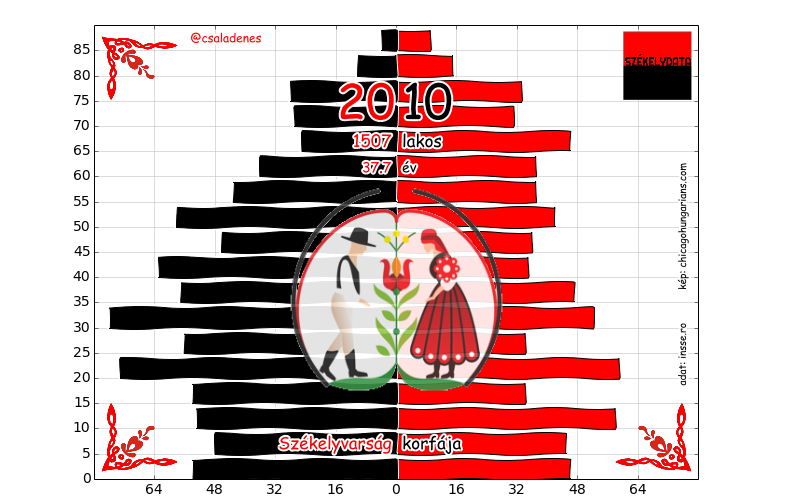 @csaladenes
SZÉKELYDATA
2010
1507 lakos
37.7 év
kép: chicagohungarians.com
adat: insse.ro
Székelyvarság korfája
85
80
75
70
65
60
55
50
45
40
35
30
25
20
15
10
5
0
64 48 32 16 0 16 32 48 64